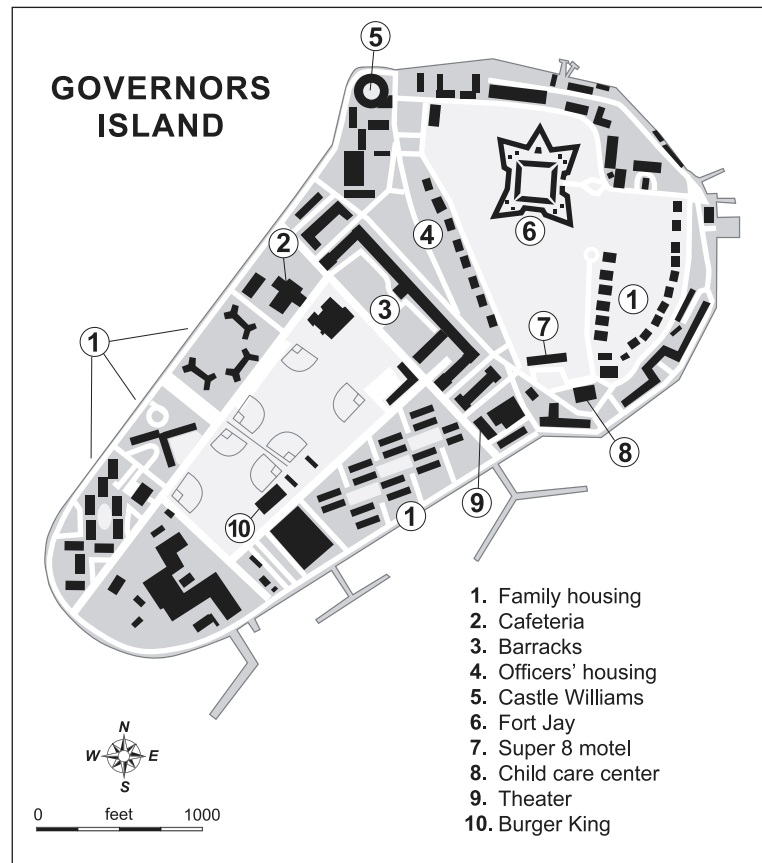 GOVERNORS
ISLAND
5
2
4
6
3
1
1
7
8
9
10
1
N
W E
S
0 feet 1000
1. Family housing
2. Cafeteria
3. Barracks
4. Officers' housing
5. Castle Williams
6. Fort Jay
7. Super 8 motel
8. Child care center
9. Theater
10. Burger King